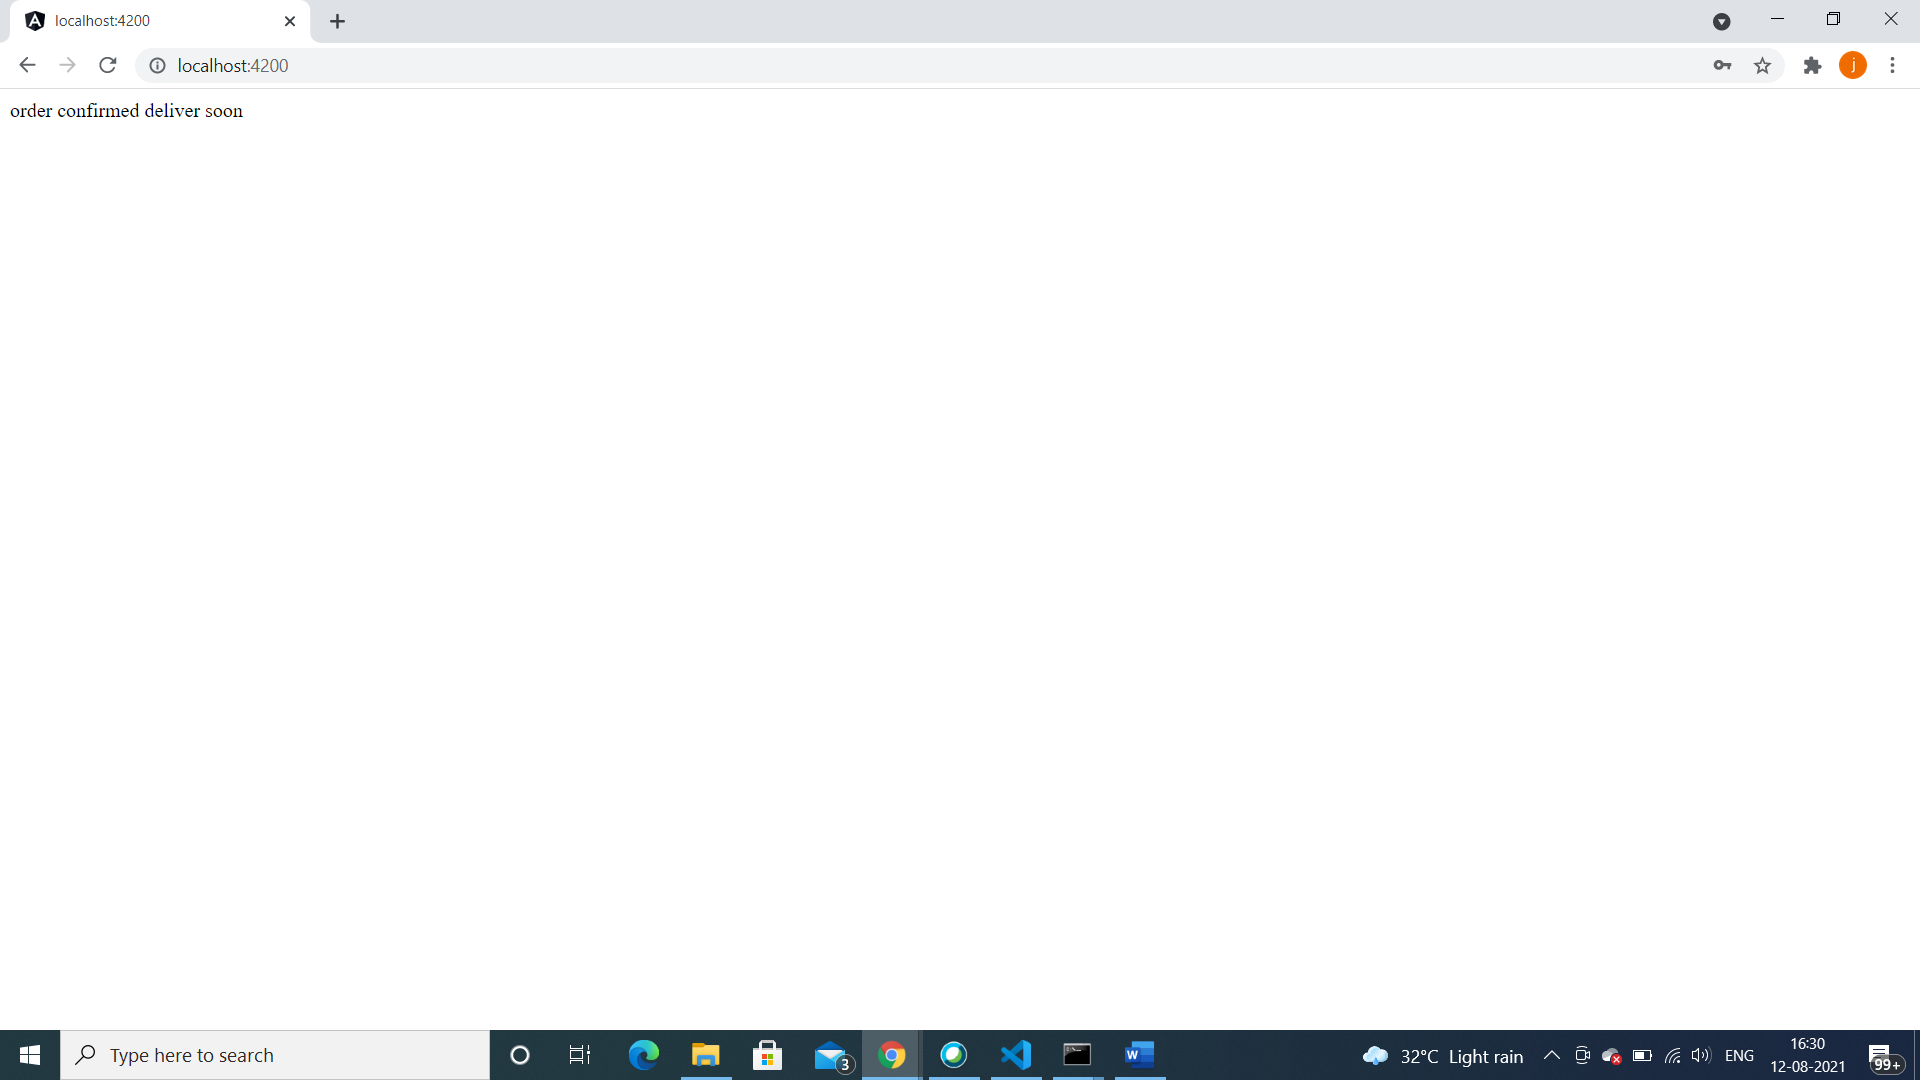 localhost:4200
localhost:4200
j
order confirmed deliver soon
Type here to search
3
32°C Light rain
ENG
16:30
12-08-2021
99+